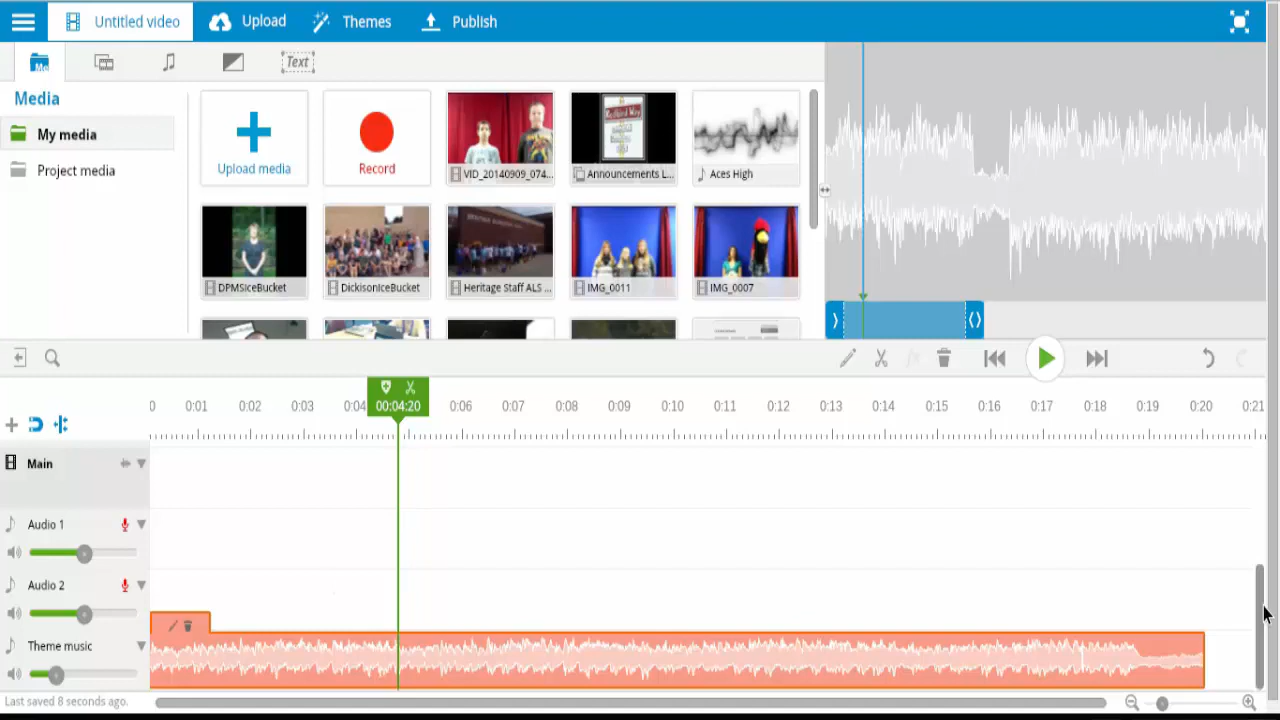 Untitled video Upload Themes Publish
Text
Media
My media
Project media
Upload media
Record
VID_20140909_074...
Announcements L...
Aces High
DPMSIceBucket
DickisonIceBucket
Heritage Staff ALS ...
IMG_0011
IMG_0007
00:04:20
0 0:01 0:02 0:03 0:04 0:06 0:07 0:08 0:09 0:10 0:11 0:12 0:13 0:14 0:15 0:16 0:17 0:18 0:19 0:20 0:21
Main
Audio 1
Audio 2
Theme music
Last saved 8 seconds ago.